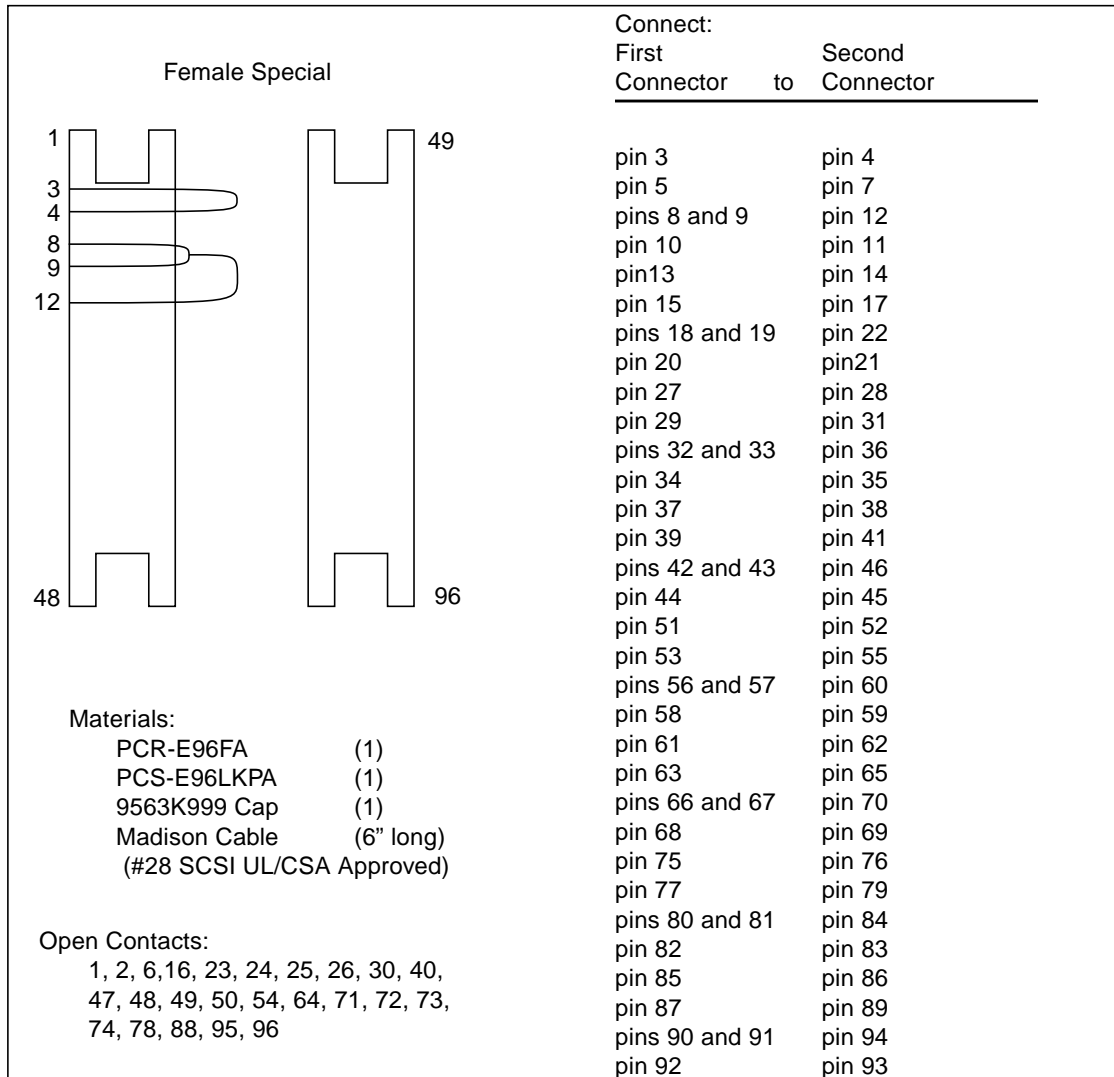 Female Special
1
49
3
4
8
9
12
48
96
Materials:
PCR-E96FA (1)
PCS-E96LKPA (1)
9563K999 Cap (1)
Madison Cable (6” long)
(#28 SCSI UL/CSA Approved)
Open Contacts:
1, 2, 6,16, 23, 24, 25, 26, 30, 40,
47, 48, 49, 50, 54, 64, 71, 72, 73,
74, 78, 88, 95, 96
Connect:
First Second
Connector to Connector
pin 3 pin 4
pin 5 pin 7
pins 8 and 9 pin 12
pin 10 pin 11
pin13 pin 14
pin 15 pin 17
pins 18 and 19 pin 22
pin 20 pin21
pin 27 pin 28
pin 29 pin 31
pins 32 and 33 pin 36
pin 34 pin 35
pin 37 pin 38
pin 39 pin 41
pins 42 and 43 pin 46
pin 44 pin 45
pin 51 pin 52
pin 53 pin 55
pins 56 and 57 pin 60
pin 58 pin 59
pin 61 pin 62
pin 63 pin 65
pins 66 and 67 pin 70
pin 68 pin 69
pin 75 pin 76
pin 77 pin 79
pins 80 and 81 pin 84
pin 82 pin 83
pin 85 pin 86
pin 87 pin 89
pins 90 and 91 pin 94
pin 92 pin 93